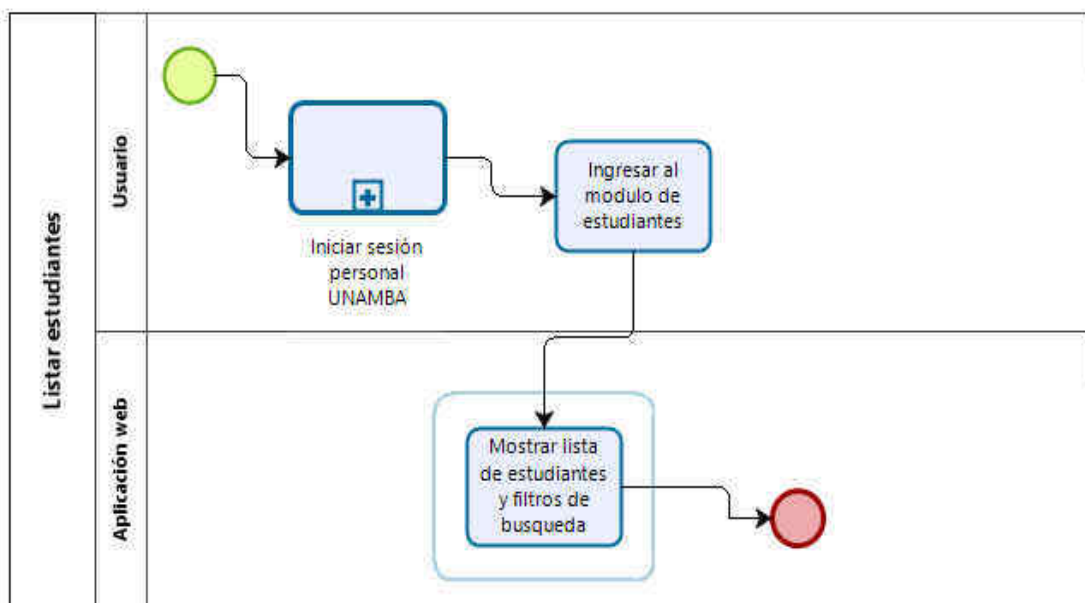 Listar estudiantes
Usuario
Iniciar sesión
personal
UNAMBA
Ingresar al
modulo de
estudiantes
Aplicación web
Mostrar lista
de estudiantes
y filtros de
busqueda